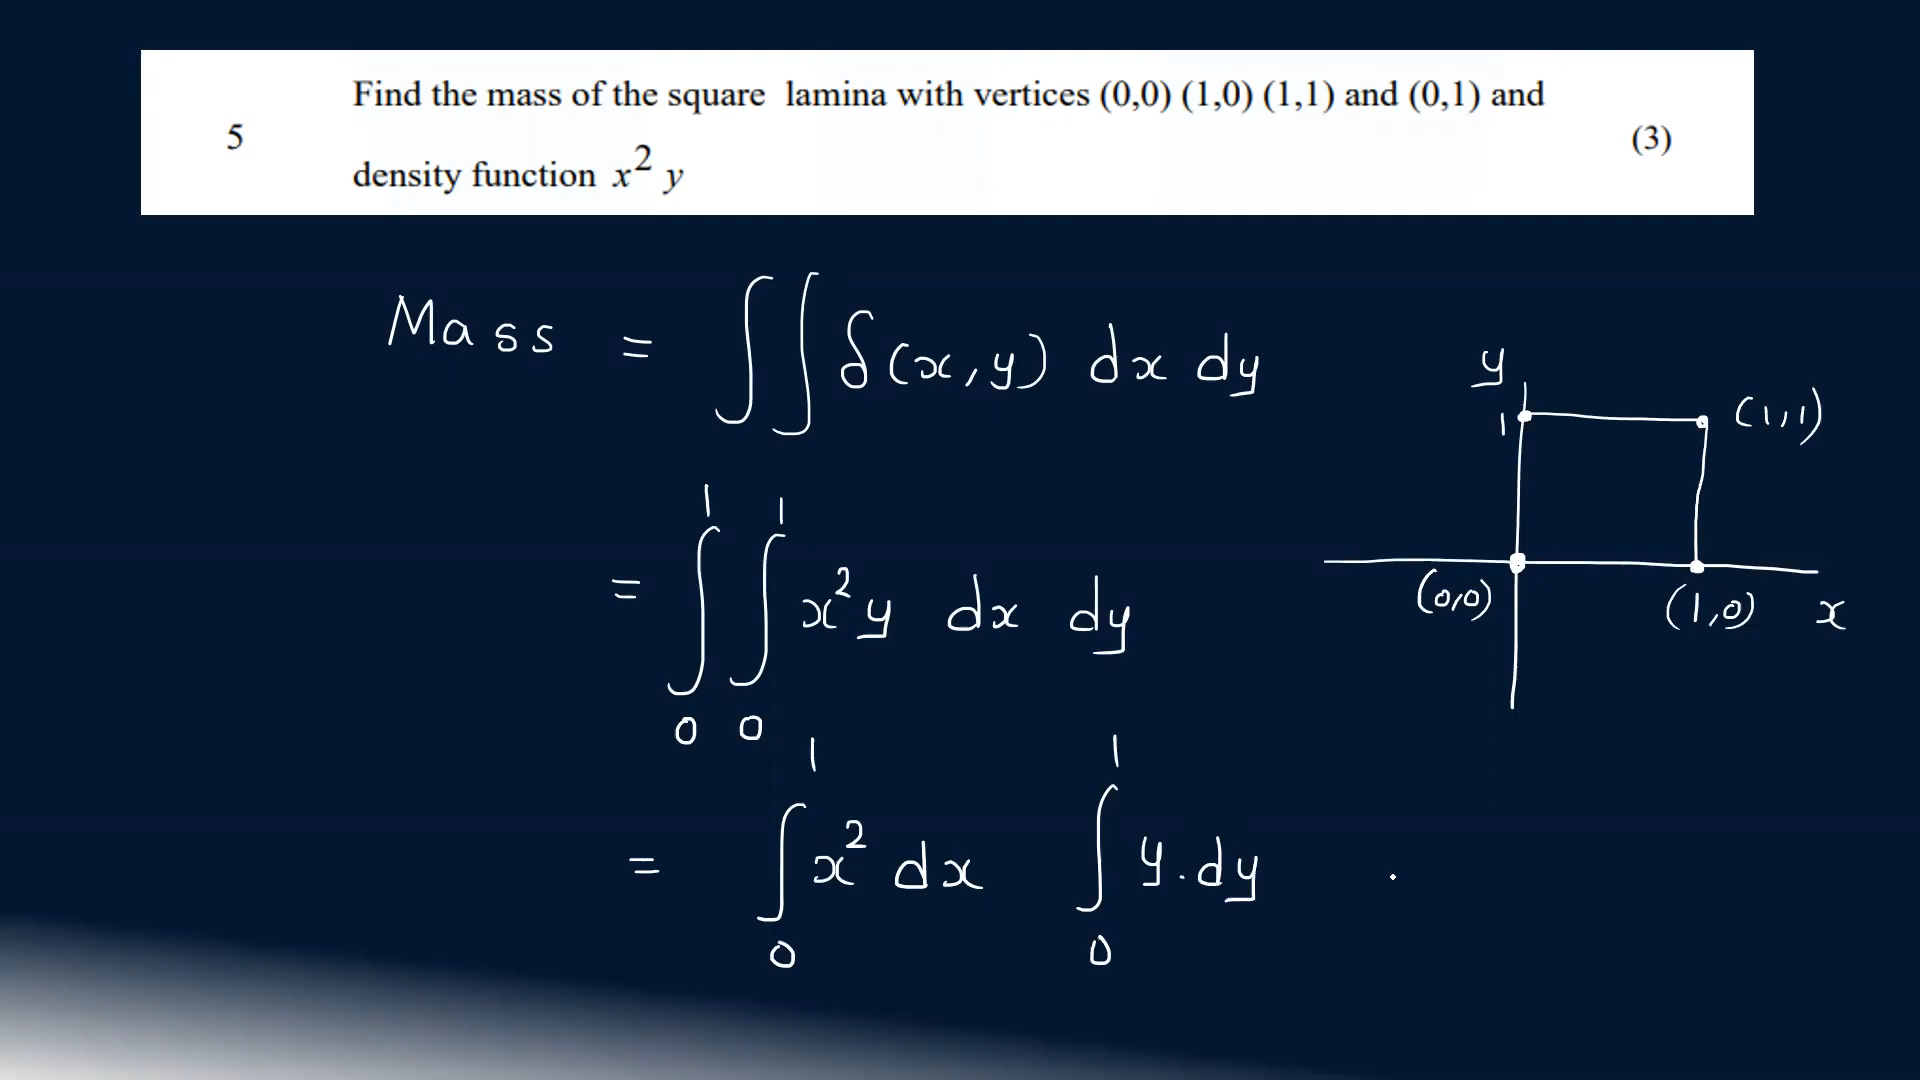 5 Find the mass of the square lamina with vertices (0,0) (1,0) (1,1) and (0,1) and (3)
density function x² y
Mass = ∫∫ δ(x,y) dx dy
= ∫₀¹ ∫₀¹ x²y dx dy
= ∫₀¹ x² dx ∫₀¹ y.dy
y
1
(1,1)
(0,0)
(1,0)
x